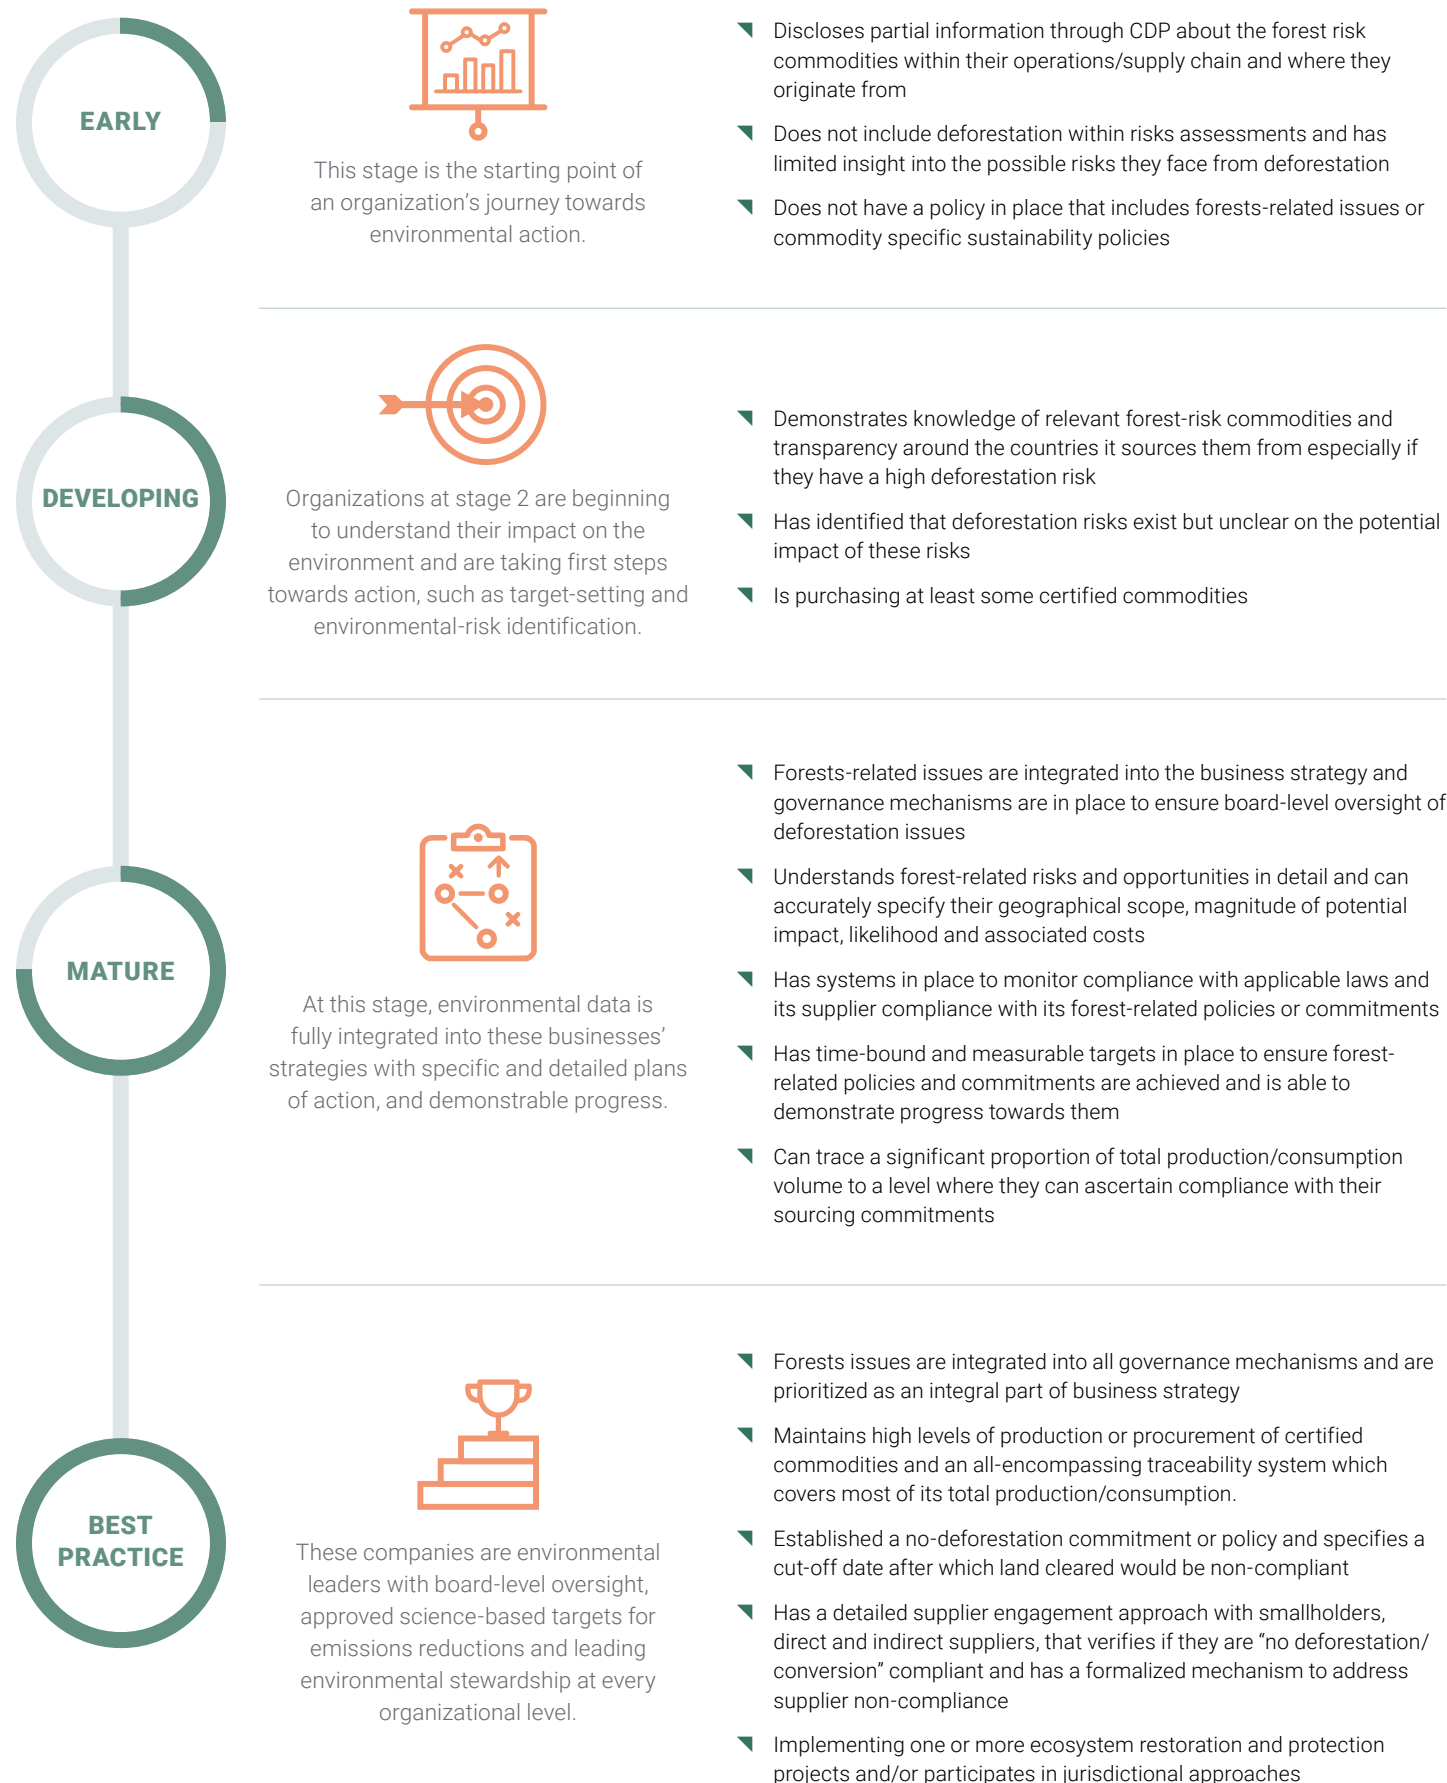 EARLY
This stage is the starting point of
an organization’s journey towards
environmental action.
Discloses partial information through CDP about the forest risk
commodities within their operations/supply chain and where they
originate from
Does not include deforestation within risks assessments and has
limited insight into the possible risks they face from deforestation
Does not have a policy in place that includes forests-related issues or
commodity specific sustainability policies
DEVELOPING
Organizations at stage 2 are beginning
to understand their impact on the
environment and are taking first steps
towards action, such as target-setting and
environmental-risk identification.
Demonstrates knowledge of relevant forest-risk commodities and
transparency around the countries it sources them from especially if
they have a high deforestation risk
Has identified that deforestation risks exist but unclear on the potential
impact of these risks
Is purchasing at least some certified commodities
MATURE
At this stage, environmental data is
fully integrated into these businesses’
strategies with specific and detailed plans
of action, and demonstrable progress.
Forests-related issues are integrated into the business strategy and
governance mechanisms are in place to ensure board-level oversight of
deforestation issues
Understands forest-related risks and opportunities in detail and can
accurately specify their geographical scope, magnitude of potential
impact, likelihood and associated costs
Has systems in place to monitor compliance with applicable laws and
its supplier compliance with its forest-related policies or commitments
Has time-bound and measurable targets in place to ensure forest-
related policies and commitments are achieved and is able to
demonstrate progress towards them
Can trace a significant proportion of total production/consumption
volume to a level where they can ascertain compliance with their
sourcing commitments
BEST
PRACTICE
These companies are environmental
leaders with board-level oversight,
approved science-based targets for
emissions reductions and leading
environmental stewardship at every
organizational level.
Forests issues are integrated into all governance mechanisms and are
prioritized as an integral part of business strategy
Maintains high levels of production or procurement of certified
commodities and an all-encompassing traceability system which
covers most of its total production/consumption.
Established a no-deforestation commitment or policy and specifies a
cut-off date after which land cleared would be non-compliant
Has a detailed supplier engagement approach with smallholders,
direct and indirect suppliers, that verifies if they are “no deforestation/
conversion” compliant and has a formalized mechanism to address
supplier non-compliance
Implementing one or more ecosystem restoration and protection
projects and/or participates in jurisdictional approaches